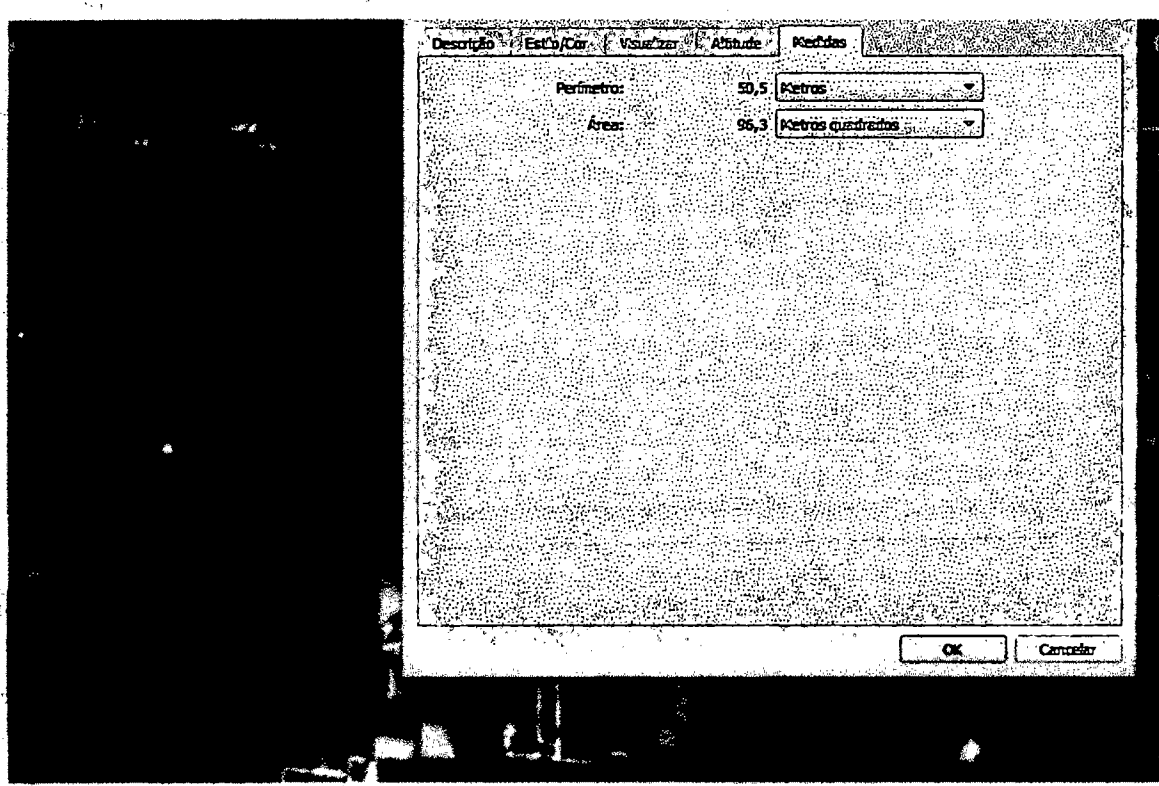 Descrição Estilo/Cor Visualizar Altitude Medidas
Perímetro: 50,5 Metros
Área: 96,3 Metros quadrados
OK Cancelar